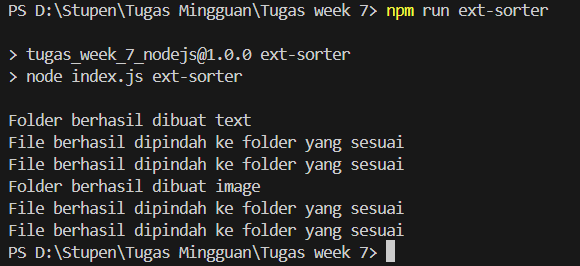 PS D:\Stupen\Tugas Mingguan\Tugas week 7> npm run ext-sorter
> tugas_week_7_nodejs@1.0.0 ext-sorter
> node index.js ext-sorter
Folder berhasil dibuat text
File berhasil dipindah ke folder yang sesuai
File berhasil dipindah ke folder yang sesuai
Folder berhasil dibuat image
File berhasil dipindah ke folder yang sesuai
File berhasil dipindah ke folder yang sesuai
PS D:\Stupen\Tugas Mingguan\Tugas week 7>